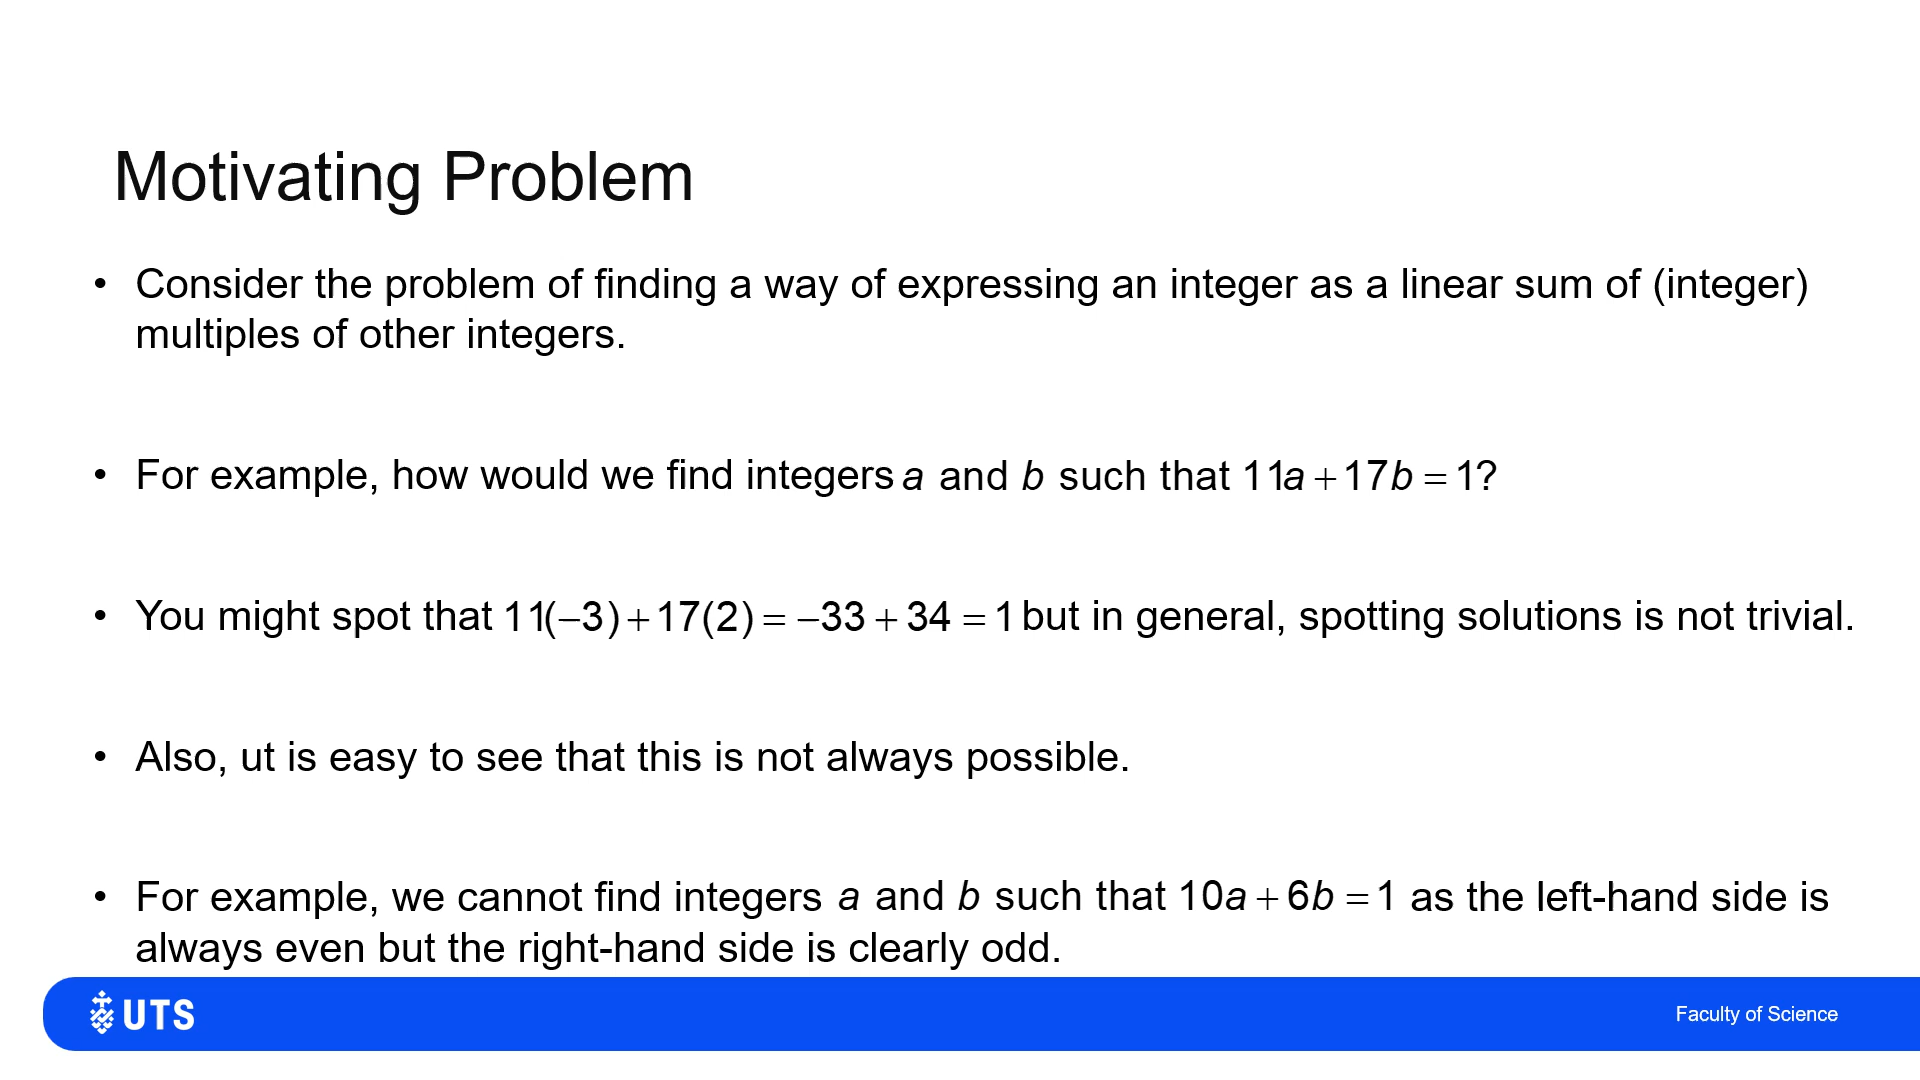 Motivating Problem
• Consider the problem of finding a way of expressing an integer as a linear sum of (integer)
multiples of other integers.
• For example, how would we find integers a and b such that 11a + 17b = 1?
• You might spot that 11(−3) + 17(2) = −33 + 34 = 1 but in general, spotting solutions is not trivial.
• Also, ut is easy to see that this is not always possible.
• For example, we cannot find integers a and b such that 10a + 6b = 1 as the left-hand side is
always even but the right-hand side is clearly odd.
UTS
Faculty of Science